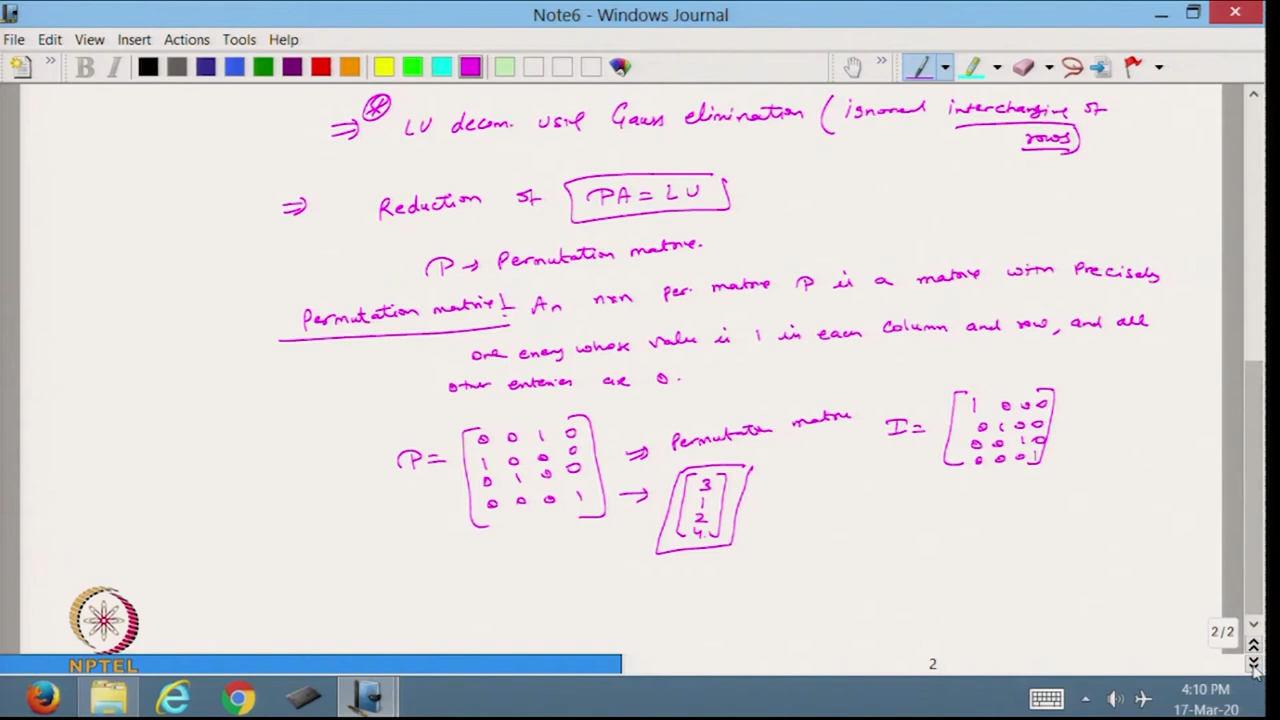 Note6 - Windows Journal
File Edit View Insert Actions Tools Help
⇒ * LU decom. using Gauss elimination (ignored interchanging of
rows)
⇒ Reduction of PA = LU
P → Permutation matrix.
Permutation matrix! An nxn per. matrix P is a matrix with Precisely
one entry whose value is 1 in each column and row, and all
other enteries are 0.
P = [0 0 1 0
1 0 0 0
0 1 0 0
0 0 0 1]
⇒ Permutation matrix
→ [3
1
2
4.]
I = [1 0 0 0
0 1 0 0
0 0 1 0
0 0 0 1]
NPTEL
2
2/2
4:10 PM
17-Mar-20